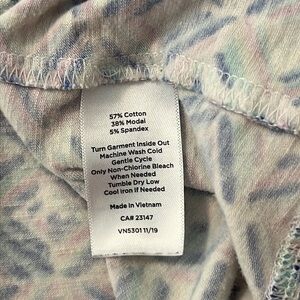 57% Cotton
38% Modal
5% Spandex
Turn Garment Inside Out
Machine Wash Cold
Gentle Cycle
Only Non-Chlorine Bleach
When Needed
Tumble Dry Low
Cool Iron if Needed
Made in Vietnam
CA# 23147
VN5301 11/19